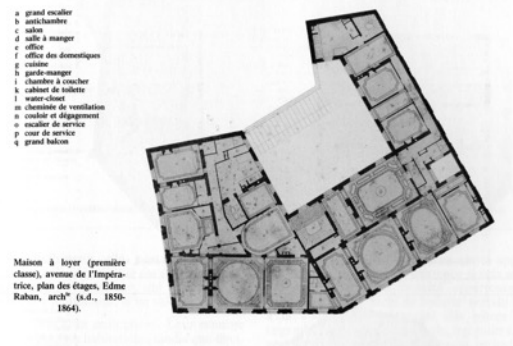 a grand escalier
b antichambre
c salon
d salle à manger
e office
f office des domestiques
g cuisine
h garde-manger
i chambre à coucher
k cabinet de toilette
l water-closet
m cheminée de ventilation
n couloir et dégagement
o escalier de service
p cour de service
q grand balcon
Maison à loyer (première
classe), avenue de l'Impéra-
trice, plan des étages, Edme
Raban, archte (s.d., 1850-
1864).